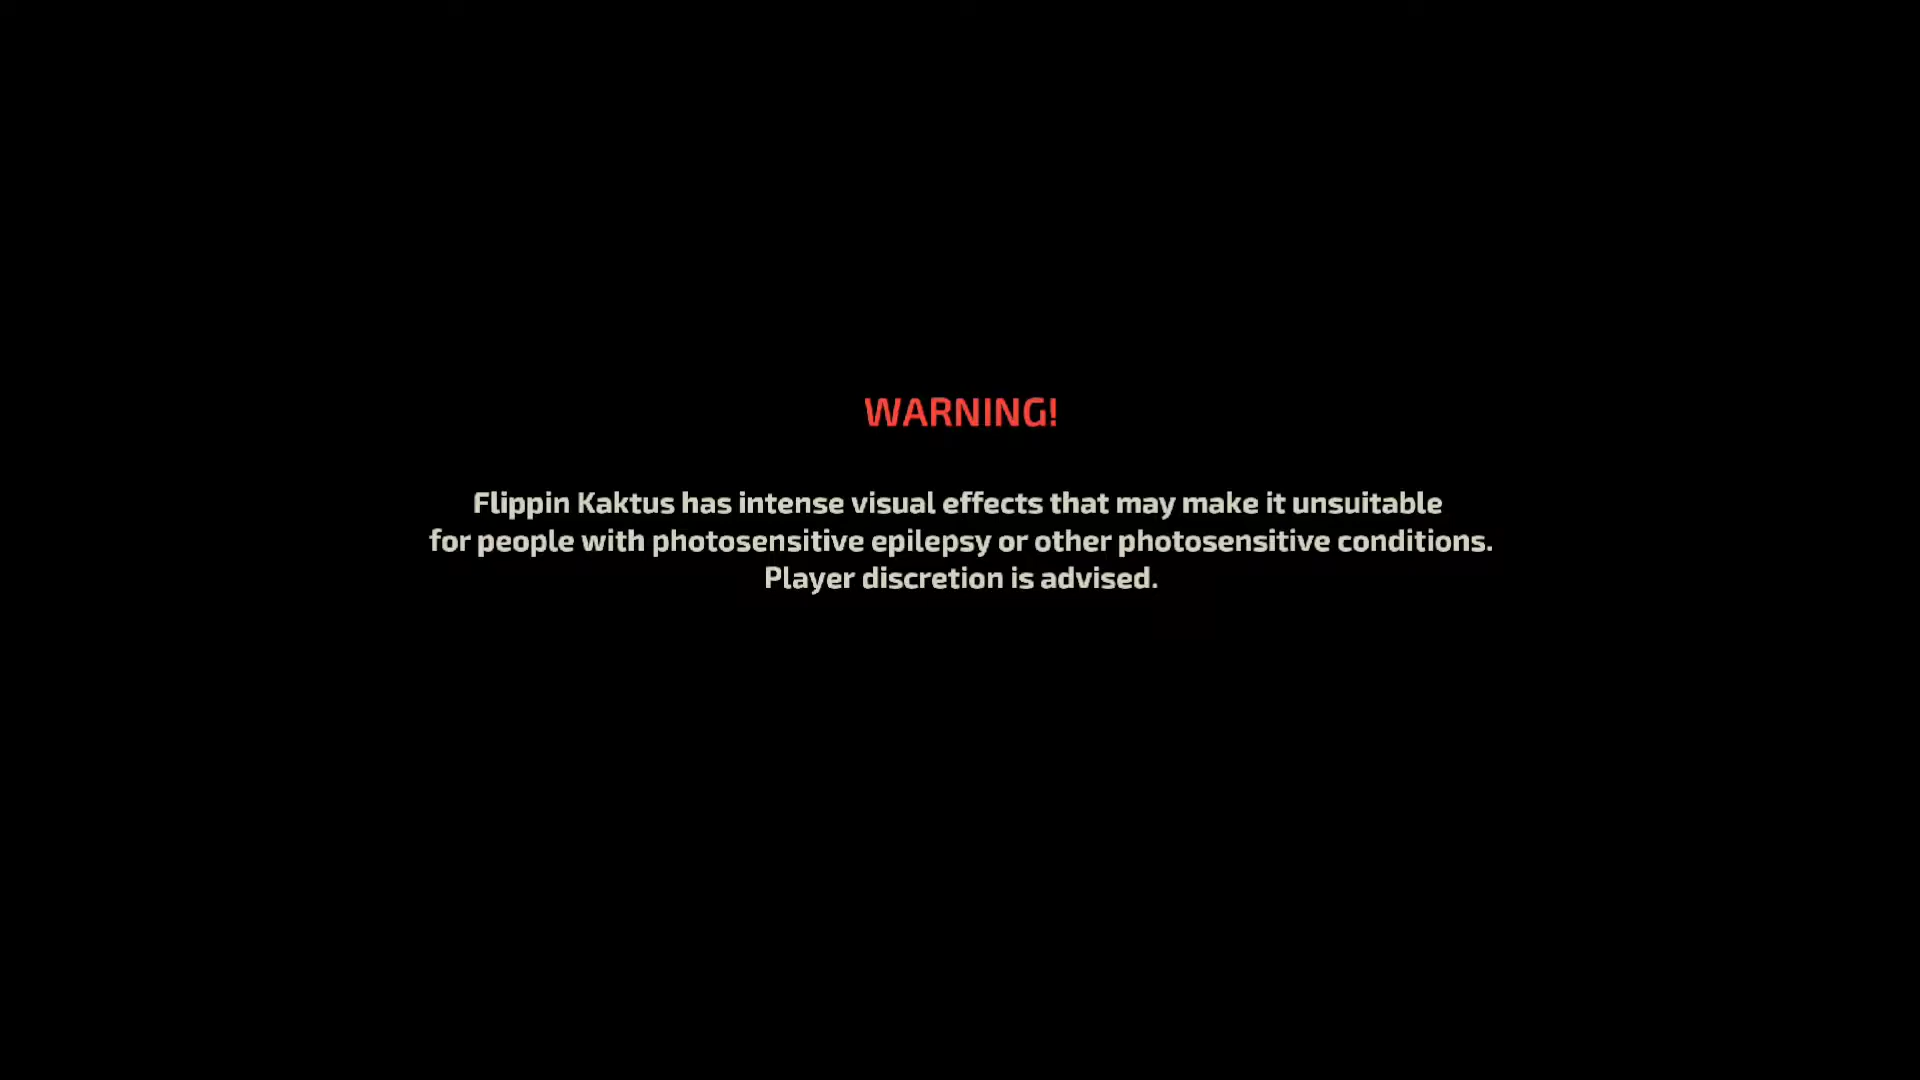 WARNING!
Flippin Kaktus has intense visual effects that may make it unsuitable
for people with photosensitive epilepsy or other photosensitive conditions.
Player discretion is advised.